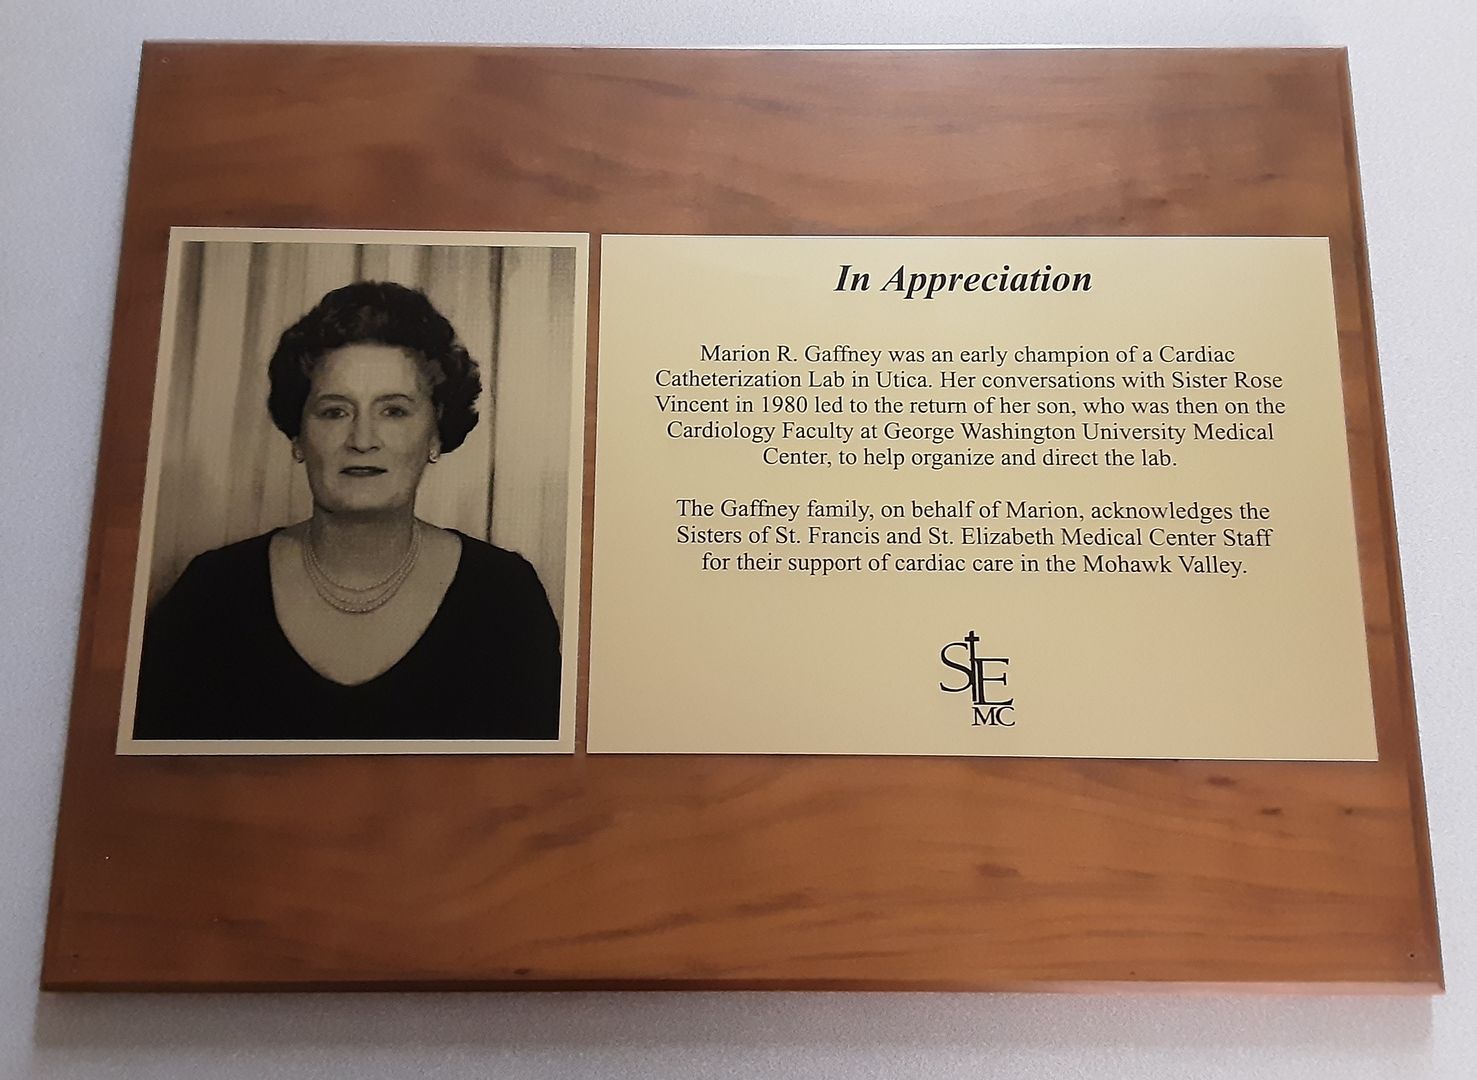 In Appreciation
Marion R. Gaffney was an early champion of a Cardiac
Catheterization Lab in Utica. Her conversations with Sister Rose
Vincent in 1980 led to the return of her son, who was then on the
Cardiology Faculty at George Washington University Medical
Center, to help organize and direct the lab.
The Gaffney family, on behalf of Marion, acknowledges the
Sisters of St. Francis and St. Elizabeth Medical Center Staff
for their support of cardiac care in the Mohawk Valley.
StE
MC